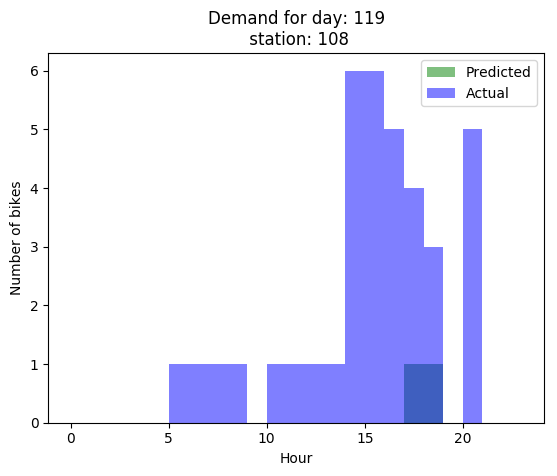 Demand for day: 119
station: 108
Predicted
Actual
Number of bikes
6
5
4
3
2
1
0
0
5
10
15
20
Hour